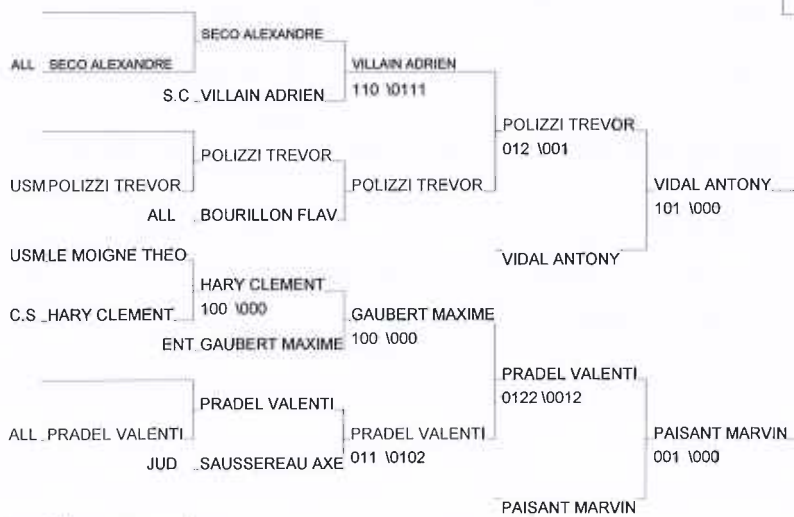 SECO ALEXANDRE
ALL SECO ALEXANDRE VILLAIN ADRIEN
S.C VILLAIN ADRIEN 110 \0111
POLIZZI TREVOR
012 \001
POLIZZI TREVOR
USM POLIZZI TREVOR POLIZZI TREVOR VIDAL ANTONY
ALL BOURILLON FLAV 101 \000
USM LE MOIGNE THEO VIDAL ANTONY
HARY CLEMENT
100 \000
C.S HARY CLEMENT GAUBERT MAXIME
ENT GAUBERT MAXIME 100 \000
PRADEL VALENTI
0122 \0012
PRADEL VALENTI
ALL PRADEL VALENTI PRADEL VALENTI PAISANT MARVIN
JUD SAUSSEREAU AXE 011 \0102 001 \000
PAISANT MARVIN